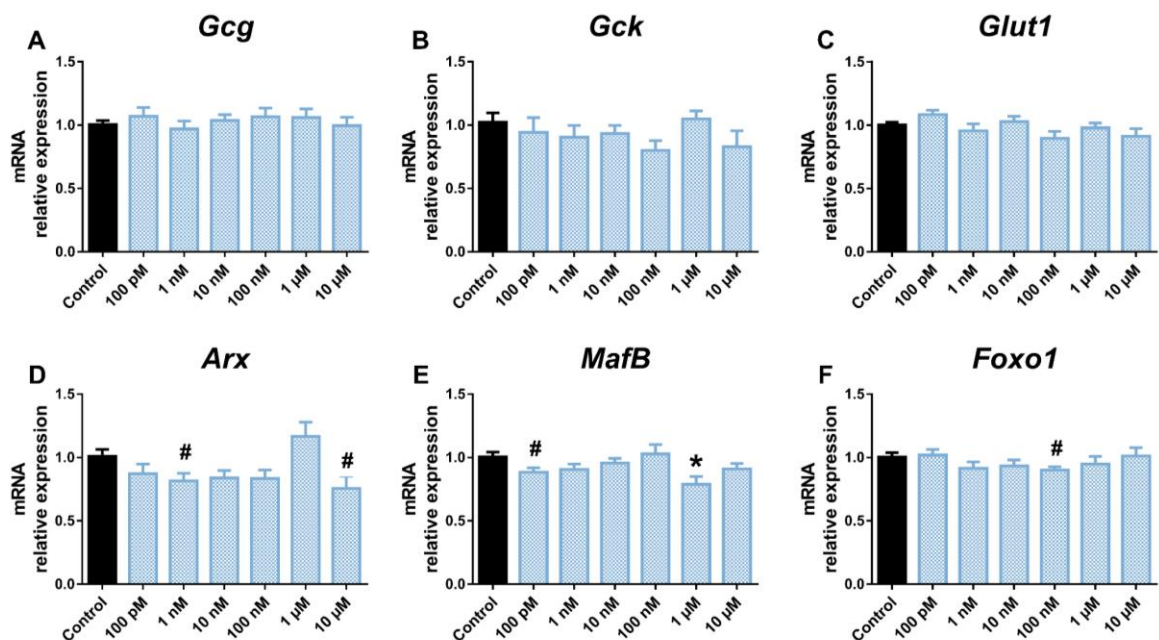 A
Gcg
mRNA
relative expression
1.5
1.0
0.5
0.0
Control
100 pM
1 nM
10 nM
100 nM
1 µM
10 µM
B
Gck
mRNA
relative expression
1.5
1.0
0.5
0.0
Control
100 pM
1 nM
10 nM
100 nM
1 µM
10 µM
C
Glut1
mRNA
relative expression
1.5
1.0
0.5
0.0
Control
100 pM
1 nM
10 nM
100 nM
1 µM
10 µM
D
Arx
mRNA
relative expression
1.5
1.0
0.5
0.0
#
#
Control
100 pM
1 nM
10 nM
100 nM
1 µM
10 µM
E
MafB
mRNA
relative expression
1.5
1.0
0.5
0.0
#
*
Control
100 pM
1 nM
10 nM
100 nM
1 µM
10 µM
F
Foxo1
mRNA
relative expression
1.5
1.0
0.5
0.0
#
Control
100 pM
1 nM
10 nM
100 nM
1 µM
10 µM